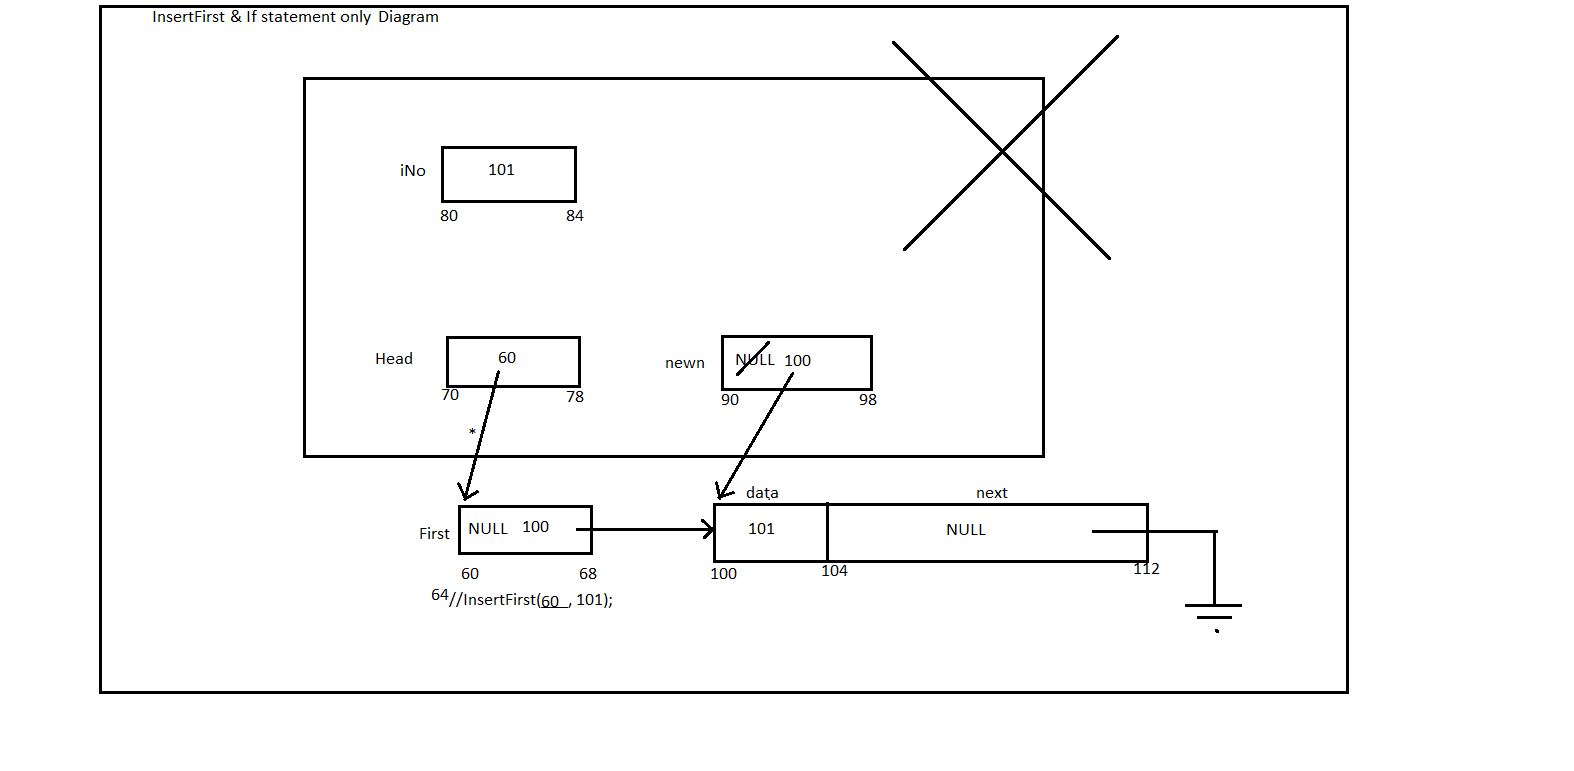 InsertFirst & If statement only Diagram
iNo
101
80
84
Head
60
70
78
newn
NULL 100
90
98
*
data
next
First
NULL 100
101
NULL
60
68
100
104
112
64//InsertFirst(60 , 101);